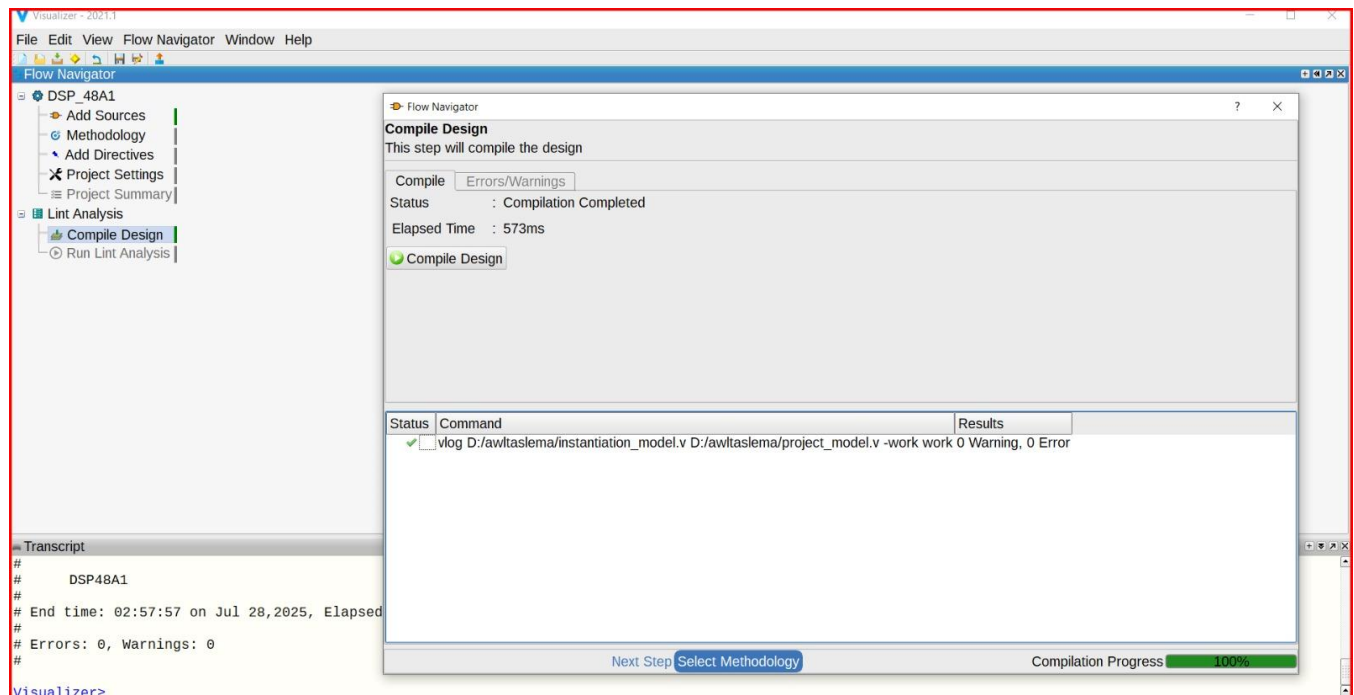 Visualizer - 2021.1
File Edit View Flow Navigator Window Help
Flow Navigator
DSP_48A1
Add Sources
Methodology
Add Directives
Project Settings
Project Summary
Lint Analysis
Compile Design
Run Lint Analysis
Flow Navigator ?
Compile Design
This step will compile the design
Compile Errors/Warnings
Status : Compilation Completed
Elapsed Time : 573ms
Compile Design
Status Command Results
vlog D:/awltaslema/instantiation_model.v D:/awltaslema/project_model.v -work work 0 Warning, 0 Error
Next Step Select Methodology Compilation Progress 100%
Transcript
#
# DSP48A1
#
# End time: 02:57:57 on Jul 28,2025, Elapsed
#
# Errors: 0, Warnings: 0
#
Visualizer>